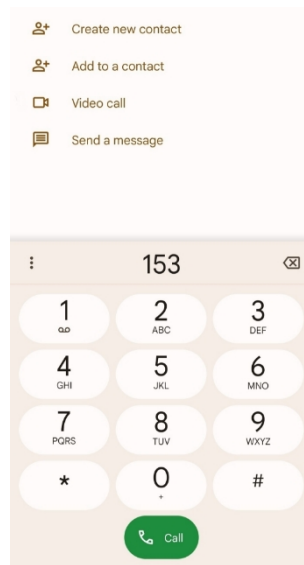 Create new contact
Add to a contact
Video call
Send a message
153
1 2 3
ABC DEF
4 5 6
GHI JKL MNO
7 8 9
PQRS TUV WXYZ
* 0 #
+
Call